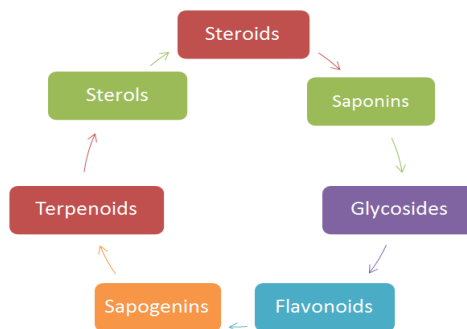 Steroids
Saponins
Glycosides
Flavonoids
Sapogenins
Terpenoids
Sterols